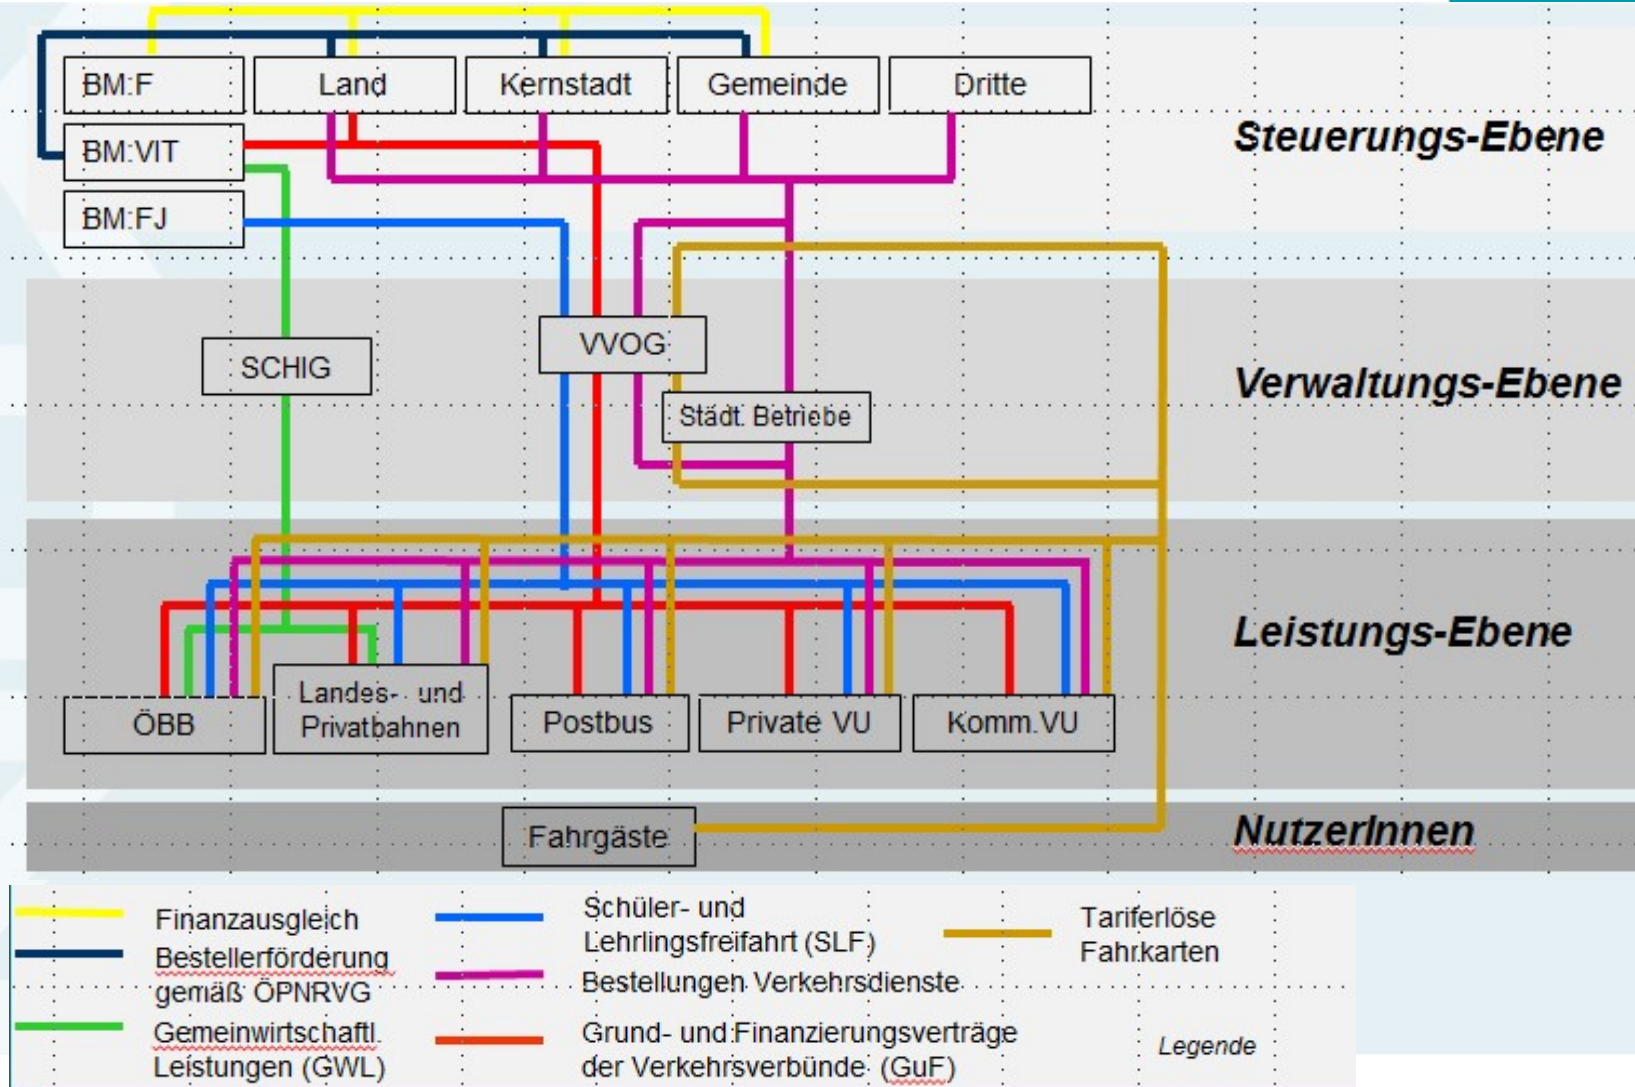 BM:F
Land
Kernstadt
Gemeinde
Dritte
BM:VIT
Steuerungs-Ebene
BM:FJ
VVOG
SCHIG
Verwaltungs-Ebene
Städt. Betriebe
Leistungs-Ebene
ÖBB
Landes- und
Privatbahnen
Postbus
Private VU
Komm.VU
Fahrgäste
NutzerInnen
Finanzausgleich
Bestellerförderung
gemäß ÖPNRVG
Gemeinwirtschaftl.
Leistungen (GWL)
Schüler- und
Lehrlingsfreifahrt (SLF)
Bestellungen Verkehrsdienste
Grund- und Finanzierungsverträge
der Verkehrsverbünde (GuF)
Tariferlöse
Fahrkarten
Legende